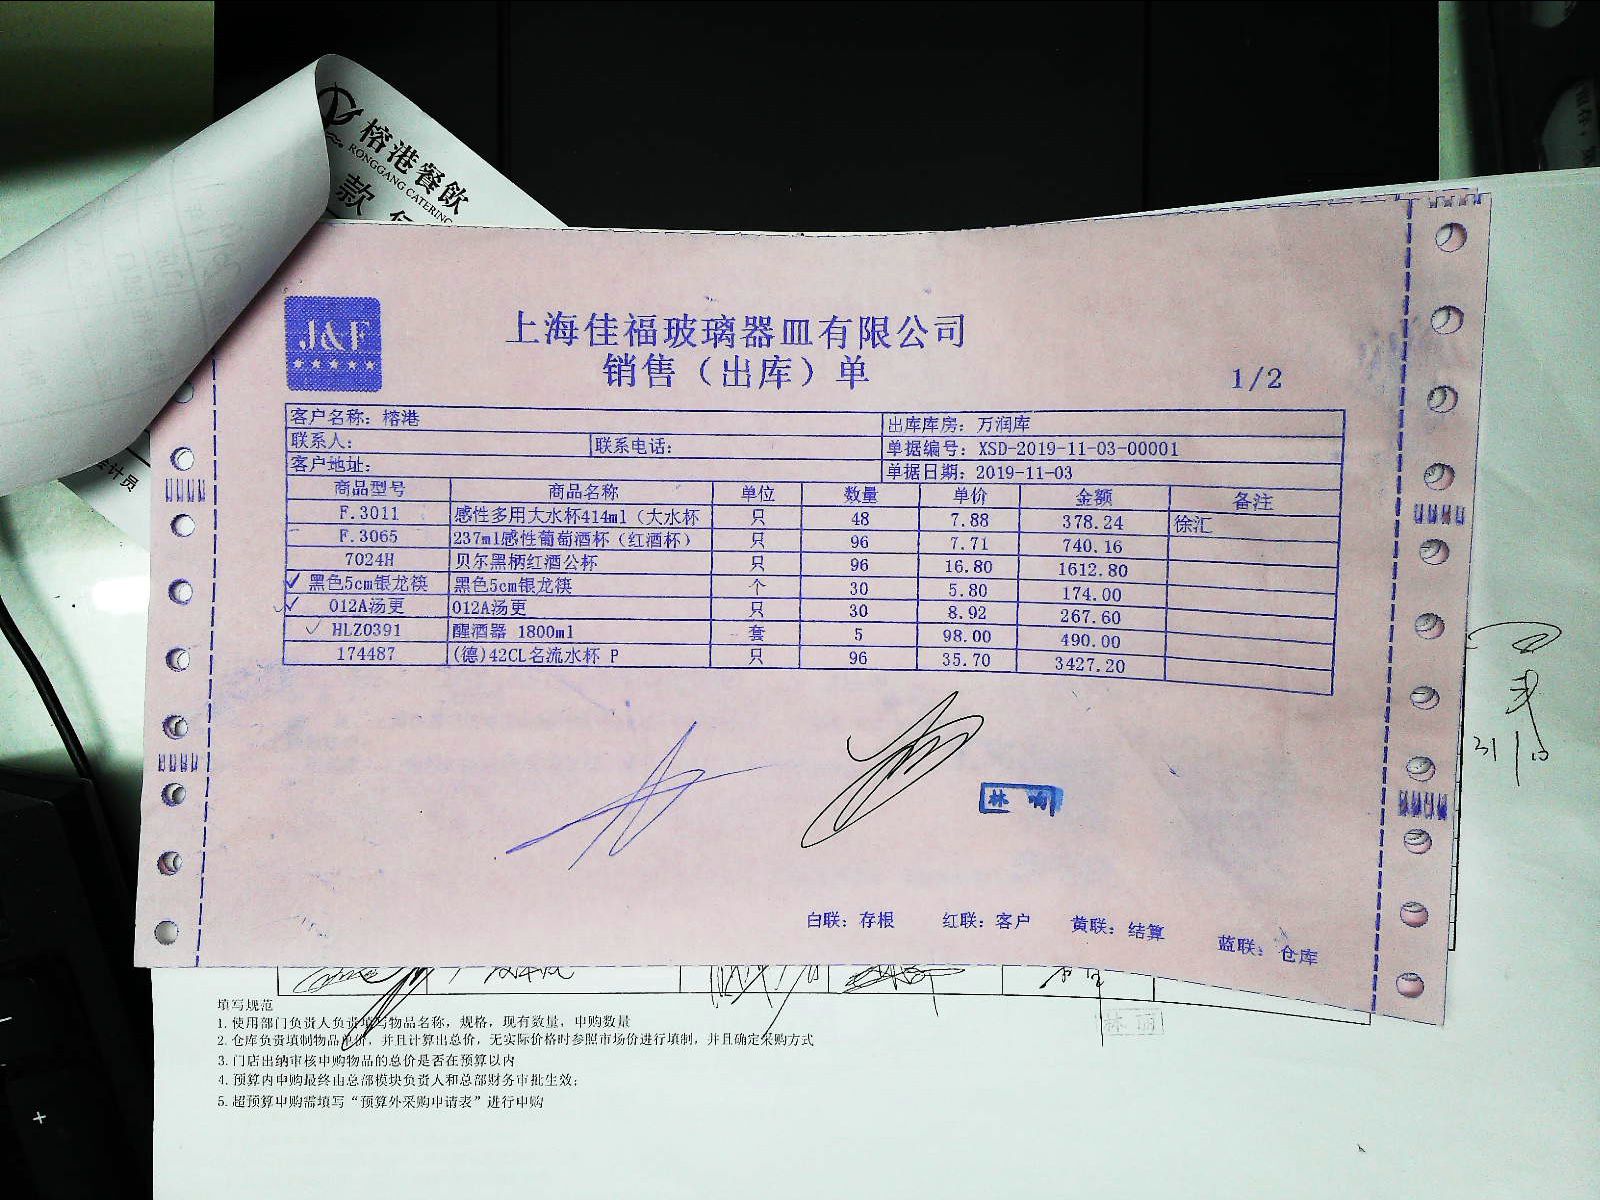 榕港餐飲
RONGGANG CATERING
款
计员
J&F
上海佳福玻璃器皿有限公司
销售（出库）单
1/2
客户名称：榕港 出库库房：万润库
联系人： 联系电话： 单据编号：XSD-2019-11-03-00001
客户地址： 单据日期：2019-11-03
商品型号 商品名称 单位 数量 单价 金额 备注
F.3011 感性多用大水杯414ml（大水杯 只 48 7.88 378.24 徐汇
F.3065 237ml感性葡萄酒杯（红酒杯） 只 96 7.71 740.16
7024H 贝尔黑柄红酒公杯 只 96 16.80 1612.80
黑色5cm银龙筷 黑色5cm银龙筷 个 30 5.80 174.00
012A汤更 012A汤更 只 30 8.92 267.60
HLZ0391 醒酒器 1800ml 套 5 98.00 490.00
174487 (德)42CL名流水杯 P 只 96 35.70 3427.20
白联：存根 红联：客户 黄联：结算 蓝联：仓库
林丽
填写规范
1. 使用部门负责人负责填写物品名称，规格，现有数量，申购数量
2. 仓库负责填制物品单价，并且计算出总价，无实际价格时参照市场价进行填制，并且确定采购方式
3. 门店出纳审核申购物品的总价是否在预算以内
4. 预算内申购最终由总部模块负责人和总部财务审批生效；
5. 超预算申购需填写“预算外采购申请表”进行申购